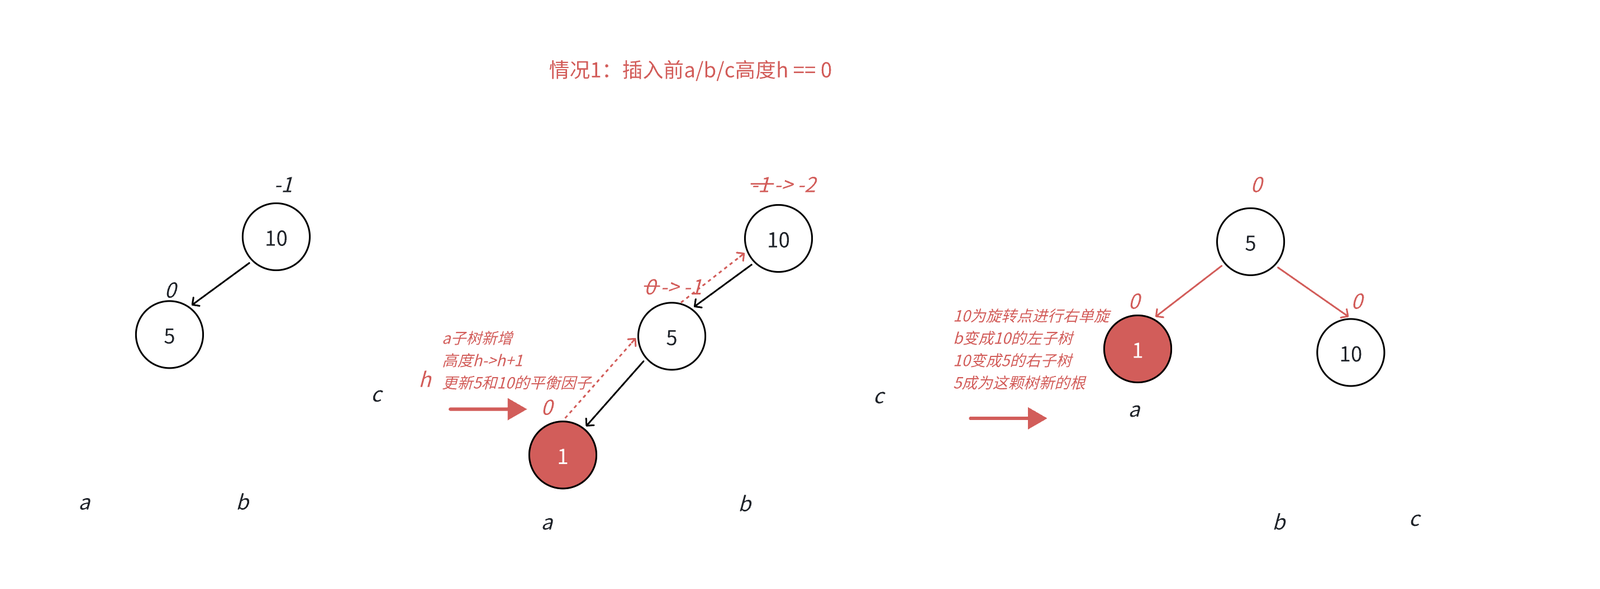 情况1：插入前a/b/c高度h == 0
-1
10
0
5
a
b
c
-1 -> -2
10
0 -> -1
5
a子树新增
高度h->h+1
h 更新5和10的平衡因子
0
1
a
b
c
10为旋转点进行右单旋
b变成10的左子树
10变成5的右子树
5成为这颗树新的根
0
5
0
1
a
0
10
b
c